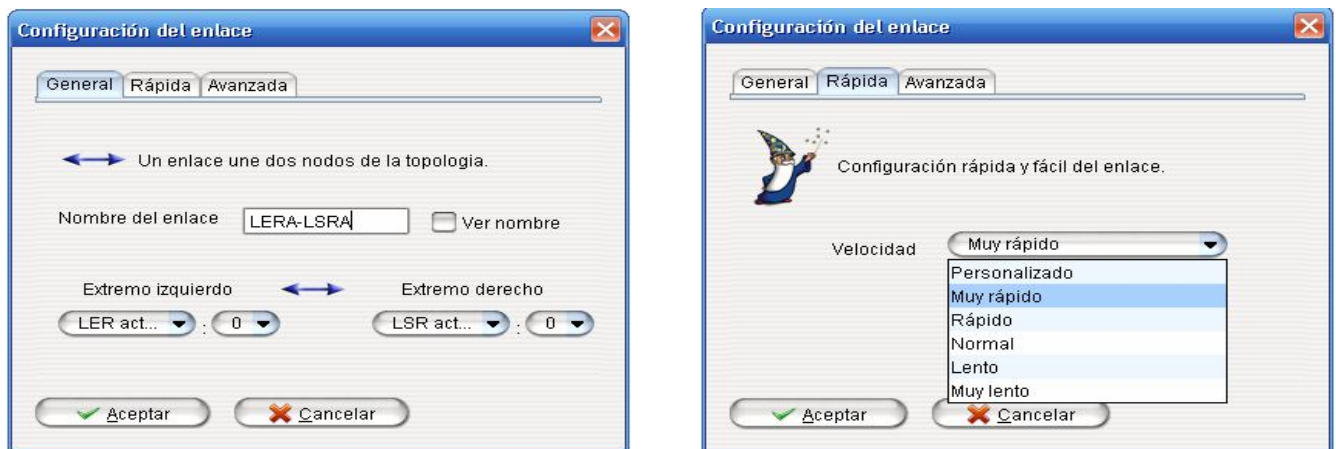 Configuración del enlace
General Rápida Avanzada
Un enlace une dos nodos de la topologia.
Nombre del enlace LERA-LSRA Ver nombre
Extremo izquierdo Extremo derecho
LER act... : 0 LSR act... : 0
Aceptar Cancelar
Configuración del enlace
General Rápida Avanzada
Configuración rápida y fácil del enlace.
Velocidad Muy rápido
Personalizado
Muy rápido
Rápido
Normal
Lento
Muy lento
Aceptar Cancelar